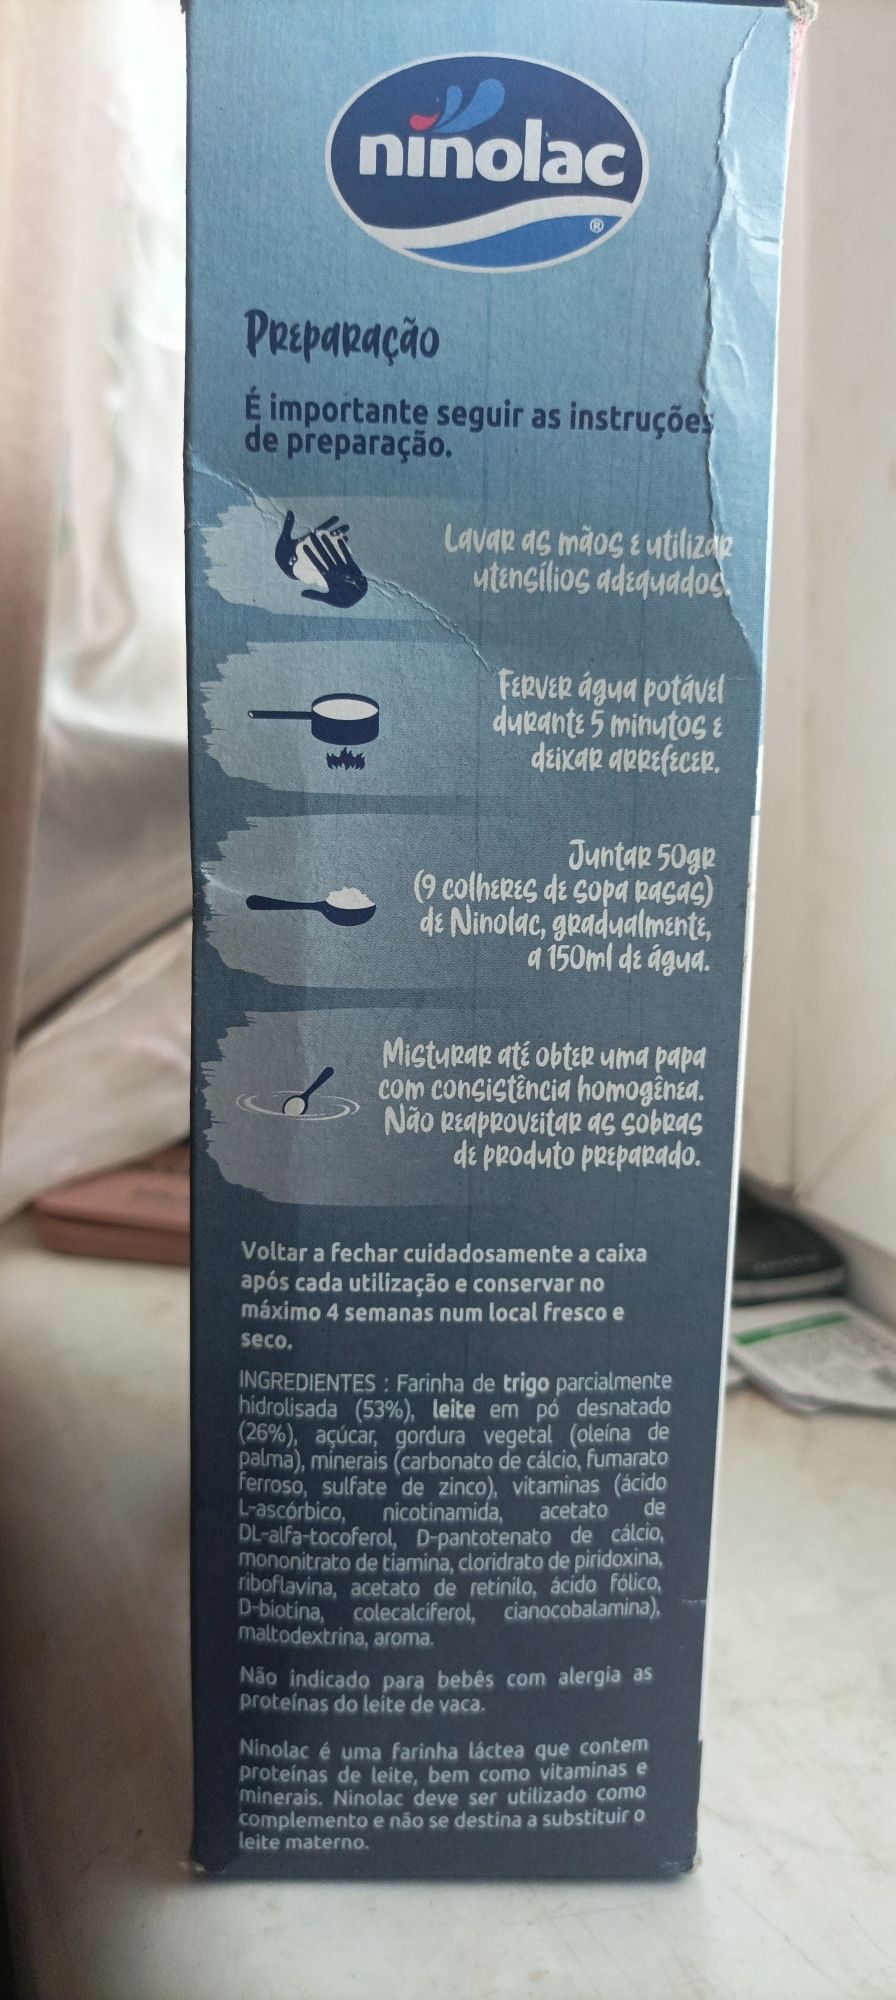 ninolac
®
Preparação
É importante seguir as instruções
de preparação.
Lavar as mãos e utilizar
utensílios adequados.
Ferver água potável
durante 5 minutos e
deixar arrefecer.
Juntar 50gr
(9 colheres de sopa rasas)
de Ninolac, gradualmente,
a 150ml de água.
Misturar até obter uma papa
com consistência homogênea.
Não reaproveitar as sobras
de produto preparado.
Voltar a fechar cuidadosamente a caixa
após cada utilização e conservar no
máximo 4 semanas num local fresco e
seco.
INGREDIENTES : Farinha de trigo parcialmente
hidrolisada (53%), leite em pó desnatado
(26%), açúcar, gordura vegetal (oleína de
palma), minerais (carbonato de cálcio, fumarato
ferroso, sulfate de zinco), vitaminas (ácido
L-ascórbico, nicotinamida, acetato de
DL-alfa-tocoferol, D-pantotenato de cálcio,
mononitrato de tiamina, cloridrato de piridoxina,
riboflavina, acetato de retinilo, ácido fólico,
D-biotina, colecalciferol, cianocobalamina),
maltodextrina, aroma.
Não indicado para bebês com alergia as
proteínas do leite de vaca.
Ninolac é uma farinha láctea que contem
proteínas de leite, bem como vitaminas e
minerais. Ninolac deve ser utilizado como
complemento e não se destina a substituir o
leite materno.